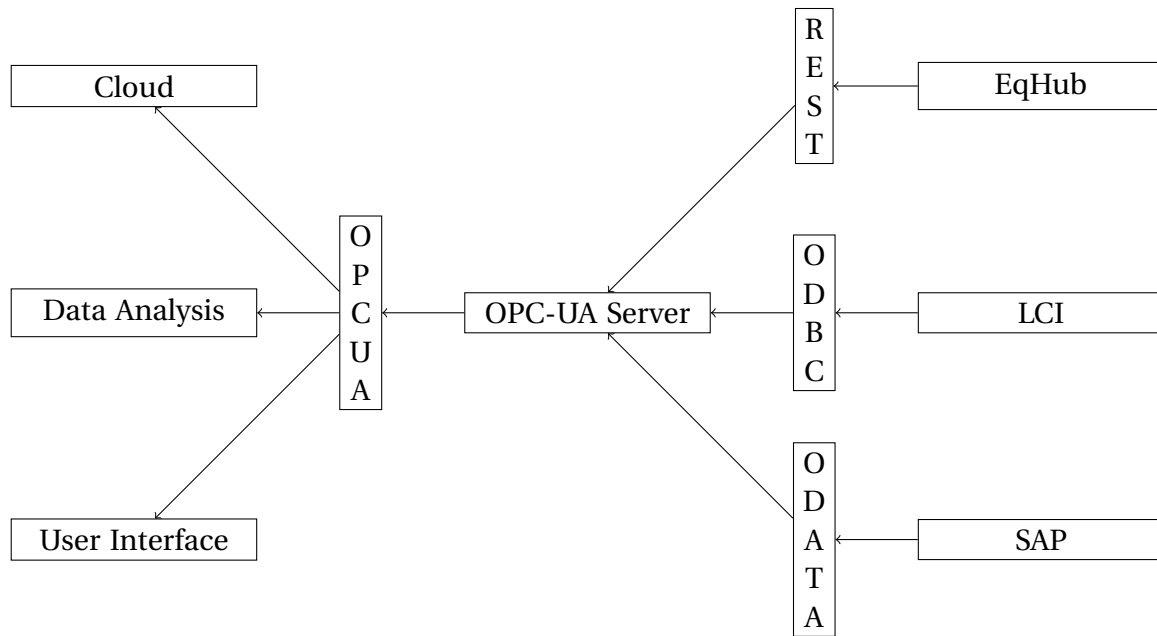 Cloud
Data Analysis
User Interface
O
P
C
U
A
OPC-UA Server
R
E
S
T
O
D
B
C
O
D
A
T
A
EqHub
LCI
SAP